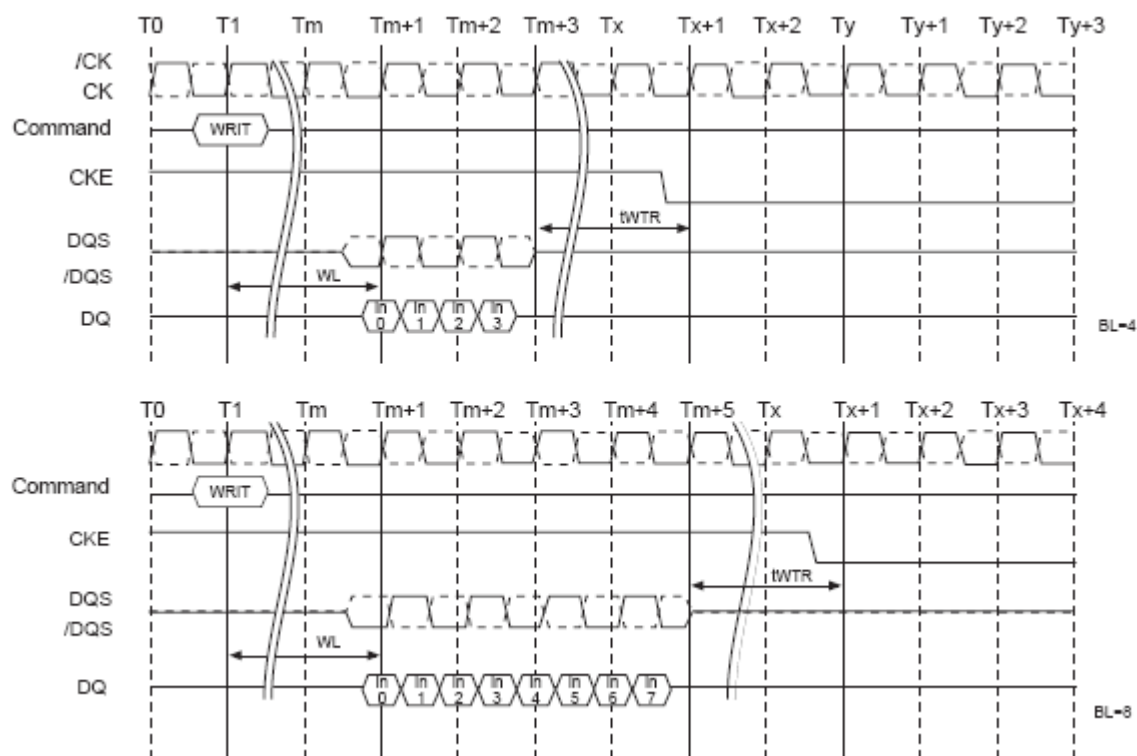 T0 T1 Tm Tm+1 Tm+2 Tm+3 Tx Tx+1 Tx+2 Ty Ty+1 Ty+2 Ty+3
/CK
CK
Command WRIT
CKE
tWTR
DQS
/DQS
WL
DQ In 0 In 1 In 2 In 3
BL=4
T0 T1 Tm Tm+1 Tm+2 Tm+3 Tm+4 Tm+5 Tx Tx+1 Tx+2 Tx+3 Tx+4
Command WRIT
CKE
tWTR
DQS
/DQS
WL
DQ In 0 In 1 In 2 In 3 In 4 In 5 In 6 In 7
BL=8